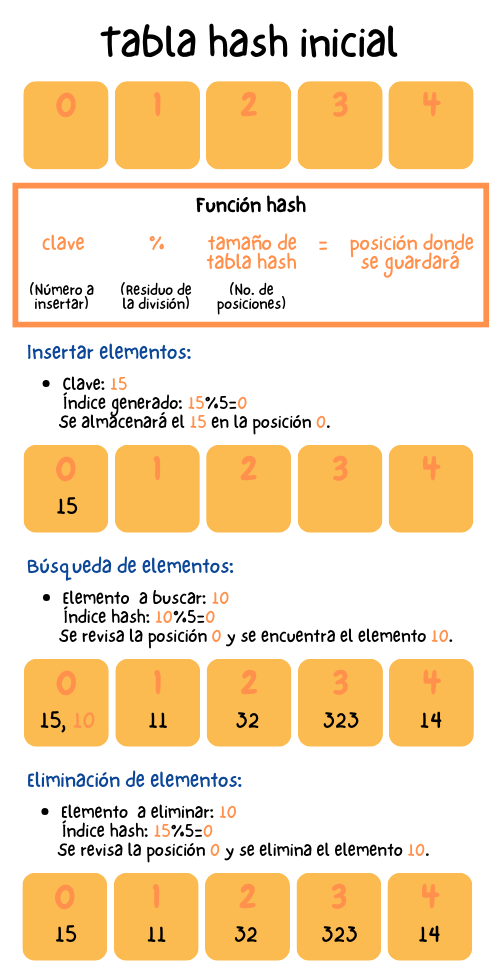 tabla hash inicial
0 1 2 3 4
Función hash
clave % tamaño de = posición donde
tabla hash se guardará
(Número a (Residuo de (No. de
insertar) la división) posiciones)
Insertar elementos:
• Clave: 15
Índice generado: 15%5=0
Se almacenará el 15 en la posición 0.
0 1 2 3 4
15
Búsqueda de elementos:
• Elemento a buscar: 10
Índice hash: 10%5=0
Se revisa la posición 0 y se encuentra el elemento 10.
0 1 2 3 4
15, 10 11 32 323 14
Eliminación de elementos:
• Elemento a eliminar: 10
Índice hash: 15%5=0
Se revisa la posición 0 y se elimina el elemento 10.
0 1 2 3 4
15 11 32 323 14